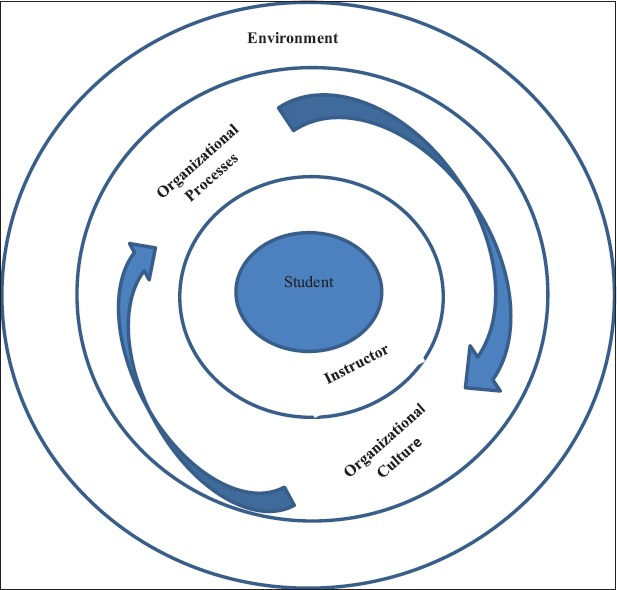 Environment
Organizational
Processes
Student
Instructor
Organizational
Culture